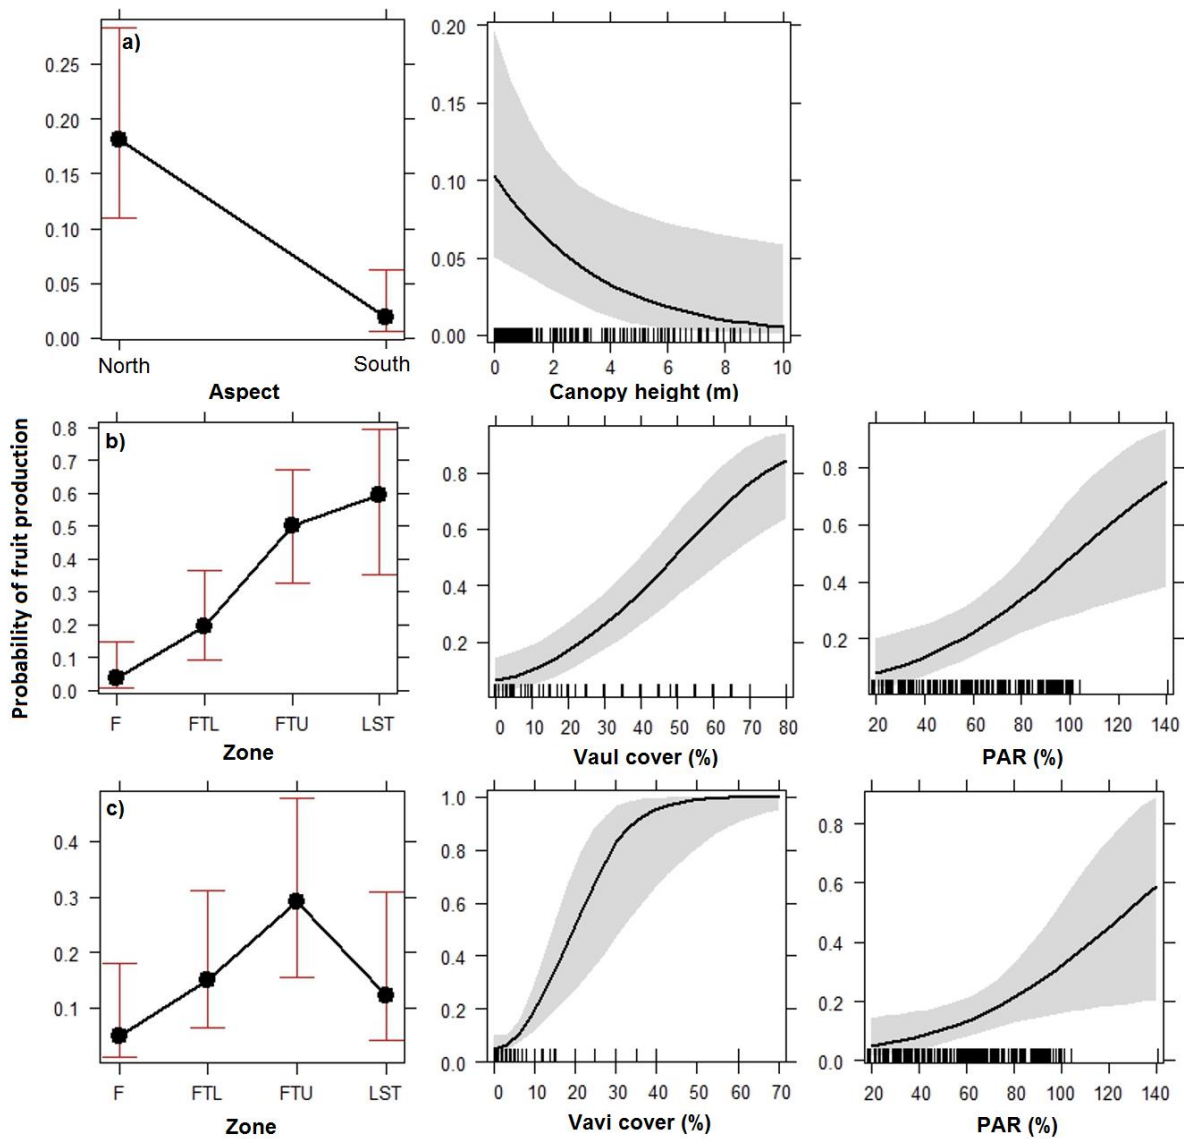 a)
0.25
0.20
0.15
0.10
0.05
0.00
North South
Aspect
0.20
0.15
0.10
0.05
0.00
0 2 4 6 8 10
Canopy height (m)
Probability of fruit production
b)
0.8
0.7
0.6
0.5
0.4
0.3
0.2
0.1
0.0
F FTL FTU LST
Zone
0.8
0.6
0.4
0.2
0 10 20 30 40 50 60 70 80
Vaul cover (%)
0.8
0.6
0.4
0.2
20 40 60 80 100 120 140
PAR (%)
c)
0.4
0.3
0.2
0.1
F FTL FTU LST
Zone
1.0
0.8
0.6
0.4
0.2
0.0
0 10 20 30 40 50 60 70
Vavi cover (%)
0.8
0.6
0.4
0.2
0.0
20 40 60 80 100 120 140
PAR (%)